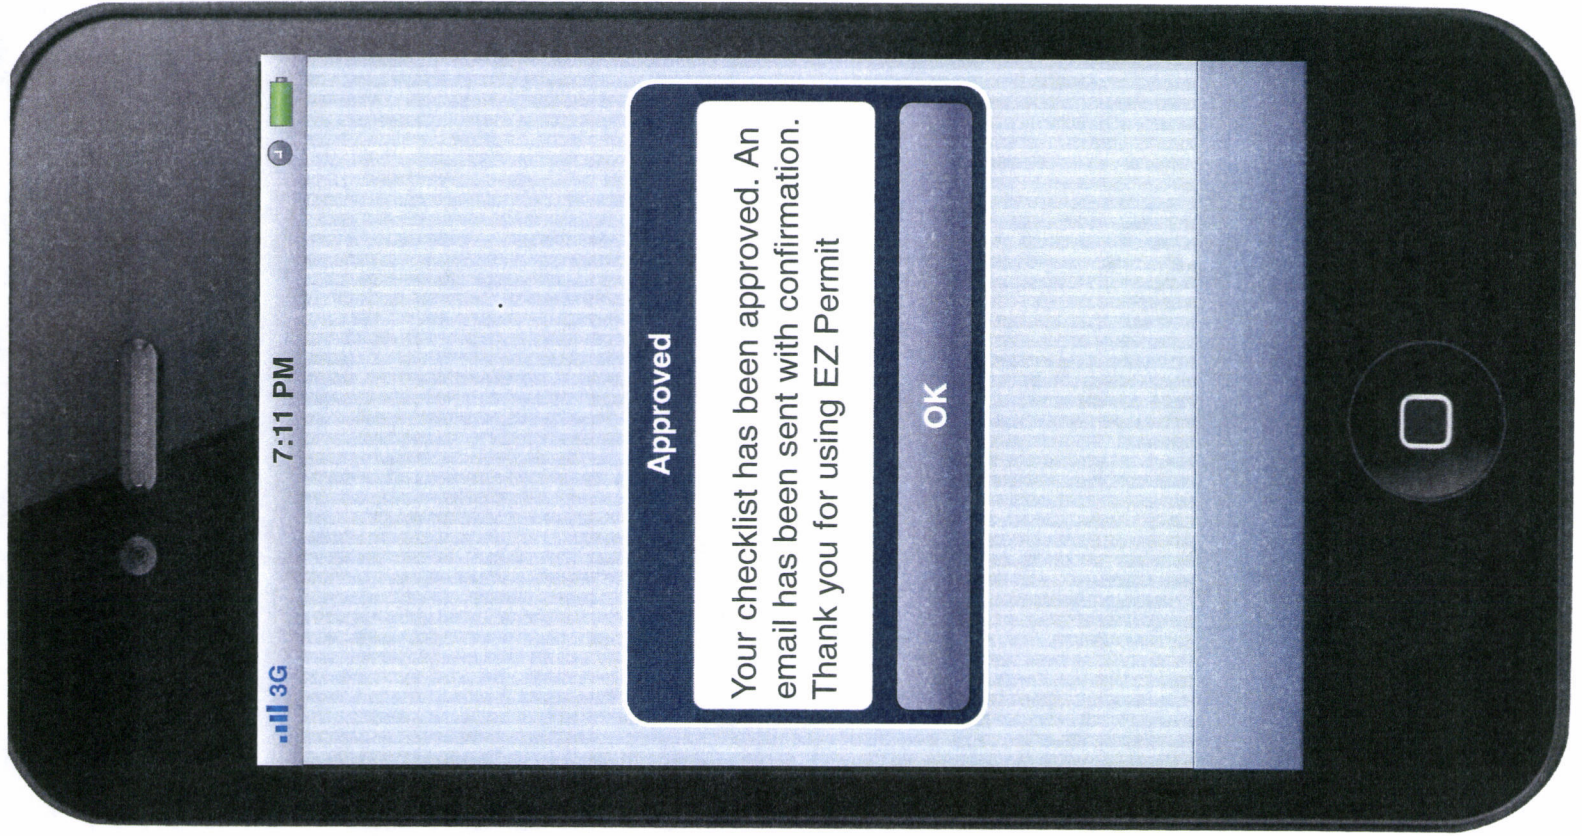 3G
7:11 PM
Approved
Your checklist has been approved. An
email has been sent with confirmation.
Thank you for using EZ Permit
OK